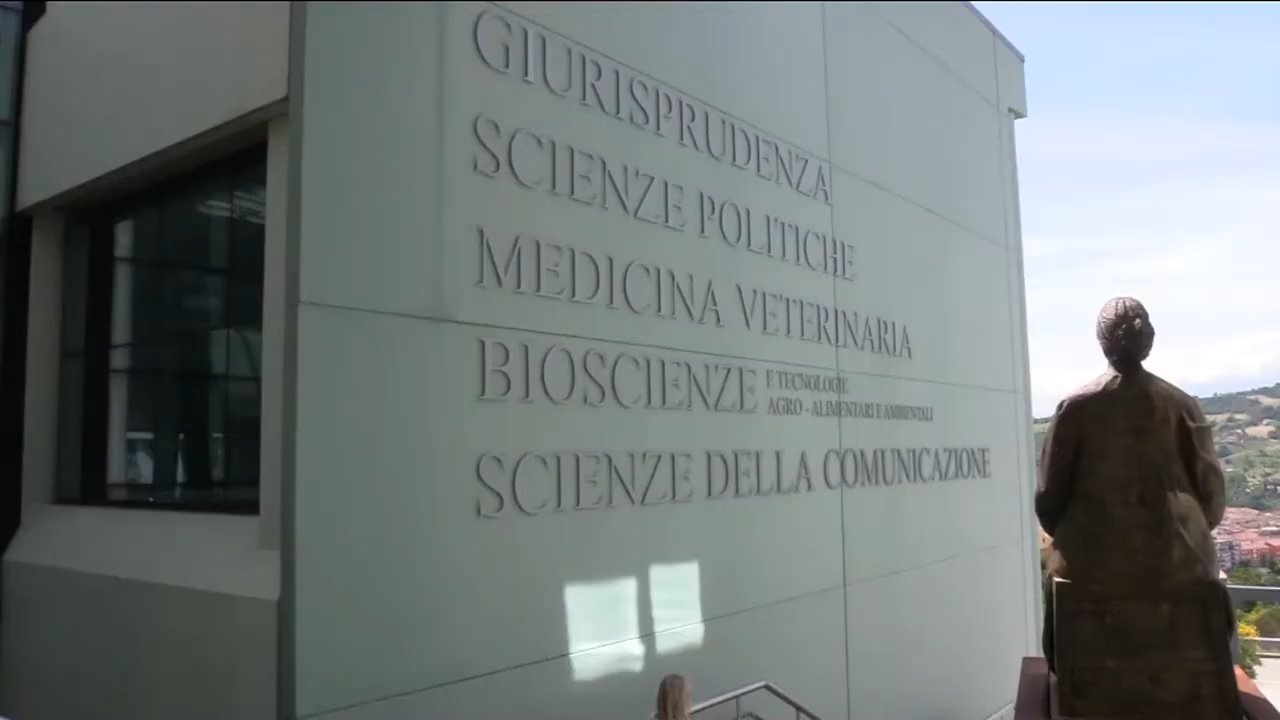 GIURISPRUDENZA
SCIENZE POLITICHE
MEDICINA VETERINARIA
BIOSCIENZE E TECNOLOGIE
AGRO - ALIMENTARI E AMBIENTALI
SCIENZE DELLA COMUNICAZIONE